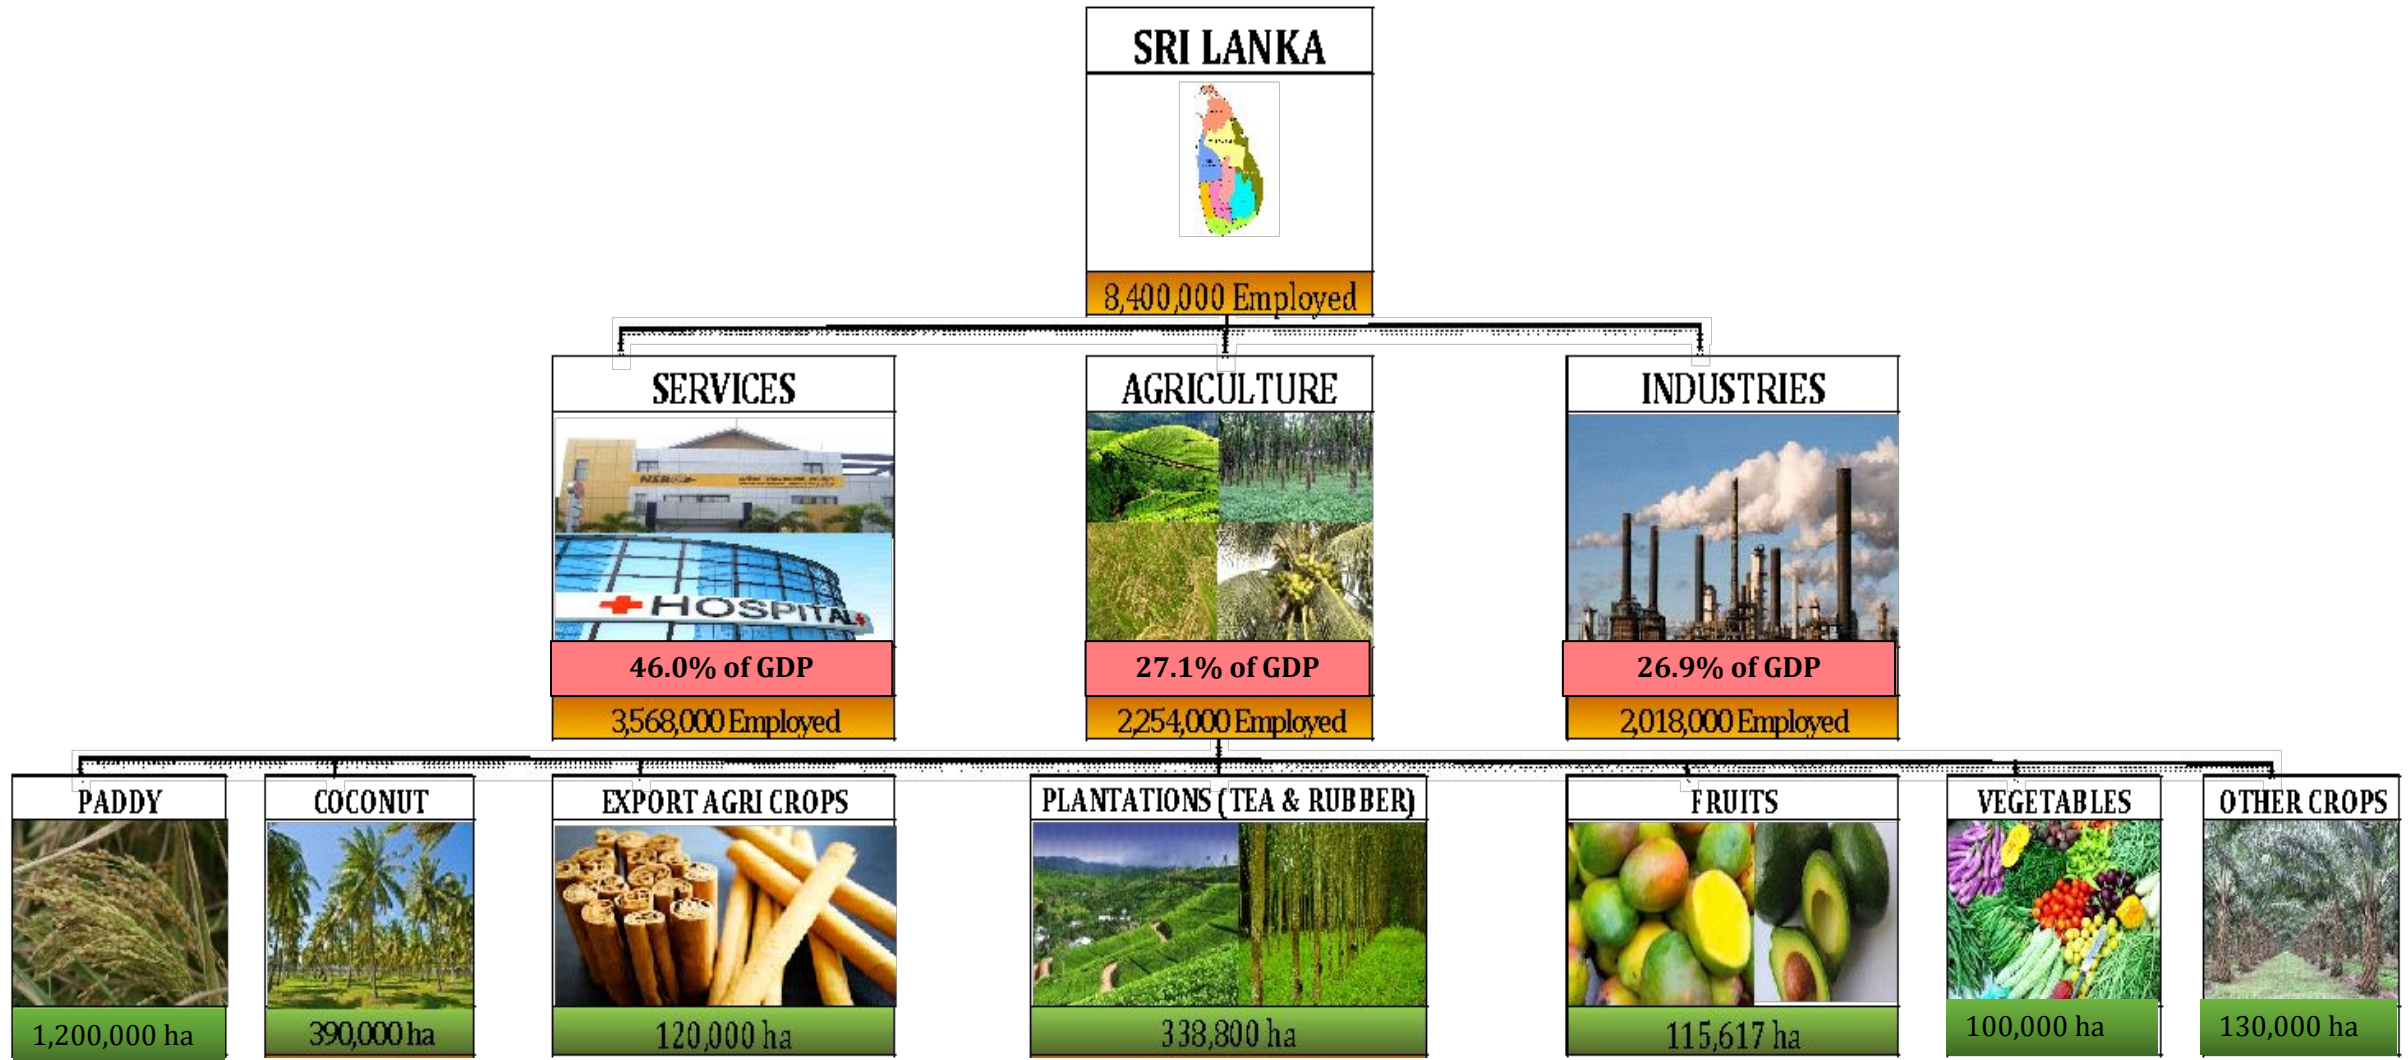 SRI LANKA
8,400,000 Employed
SERVICES
AGRICULTURE
INDUSTRIES
HOSPITAL
46.0% of GDP
27.1% of GDP
26.9% of GDP
3,568,000 Employed
2,254,000 Employed
2,018,000 Employed
PADDY
COCONUT
EXPORT AGRI CROPS
PLANTATIONS (TEA & RUBBER)
FRUITS
VEGETABLES
OTHER CROPS
1,200,000 ha
390,000 ha
120,000 ha
338,800 ha
115,617 ha
100,000 ha
130,000 ha